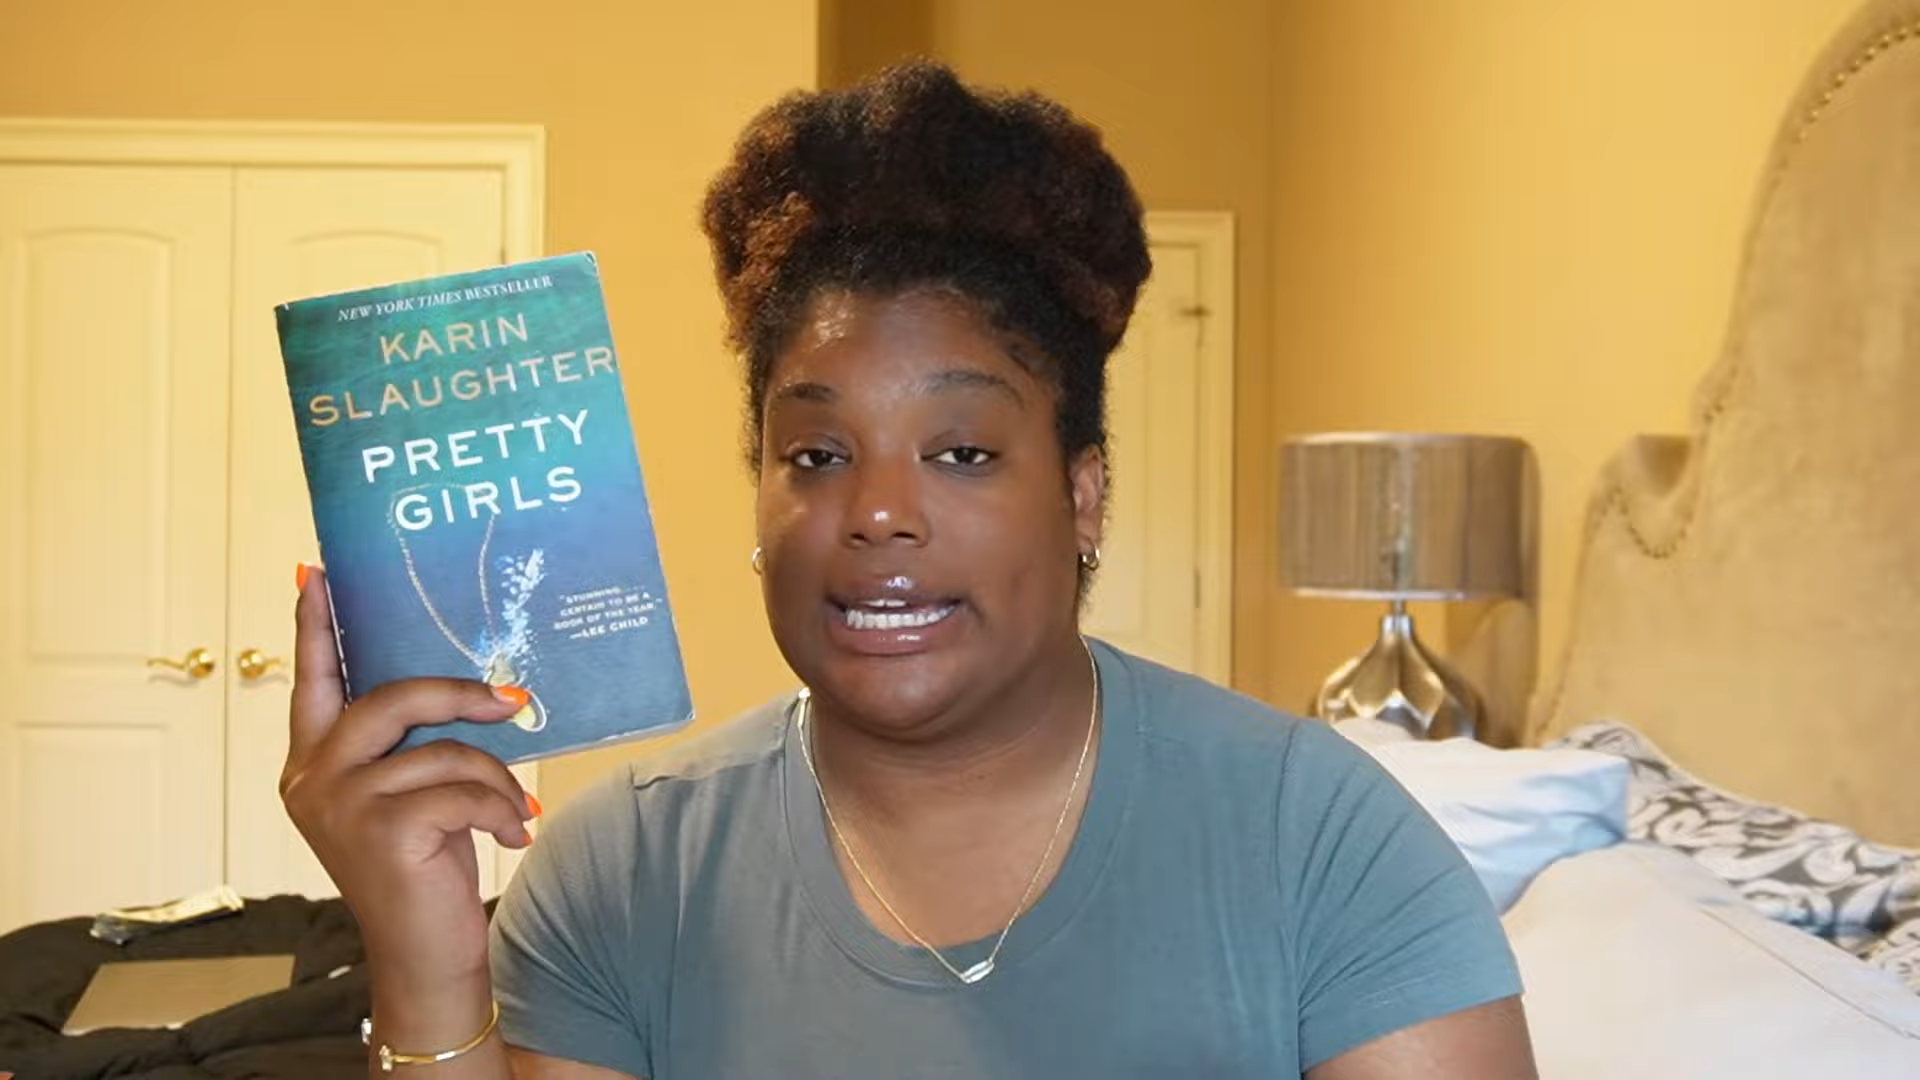 NEW YORK TIMES BESTSELLER
KARIN
SLAUGHTER
PRETTY
GIRLS
"STUNNING....
CERTAIN TO BE A
BOOK OF THE YEAR."
—LEE CHILD